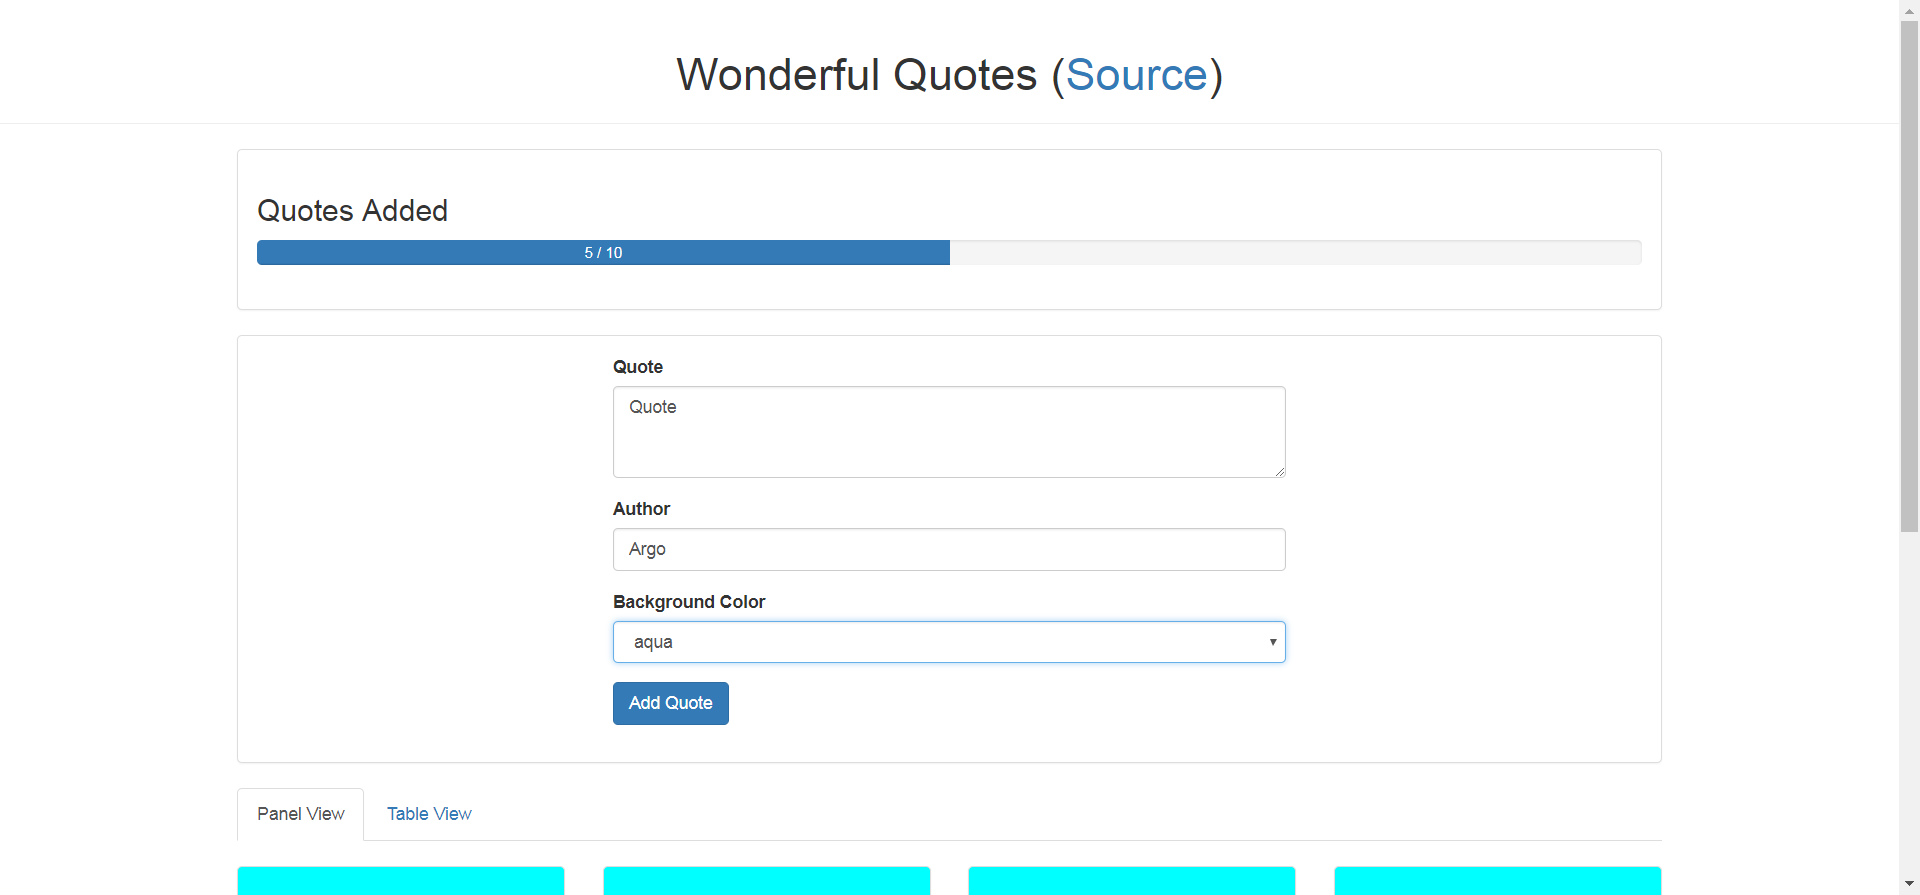 Wonderful Quotes (Source)
Quotes Added
5 / 10
Quote
Quote
Author
Argo
Background Color
aqua
Add Quote
Panel View
Table View